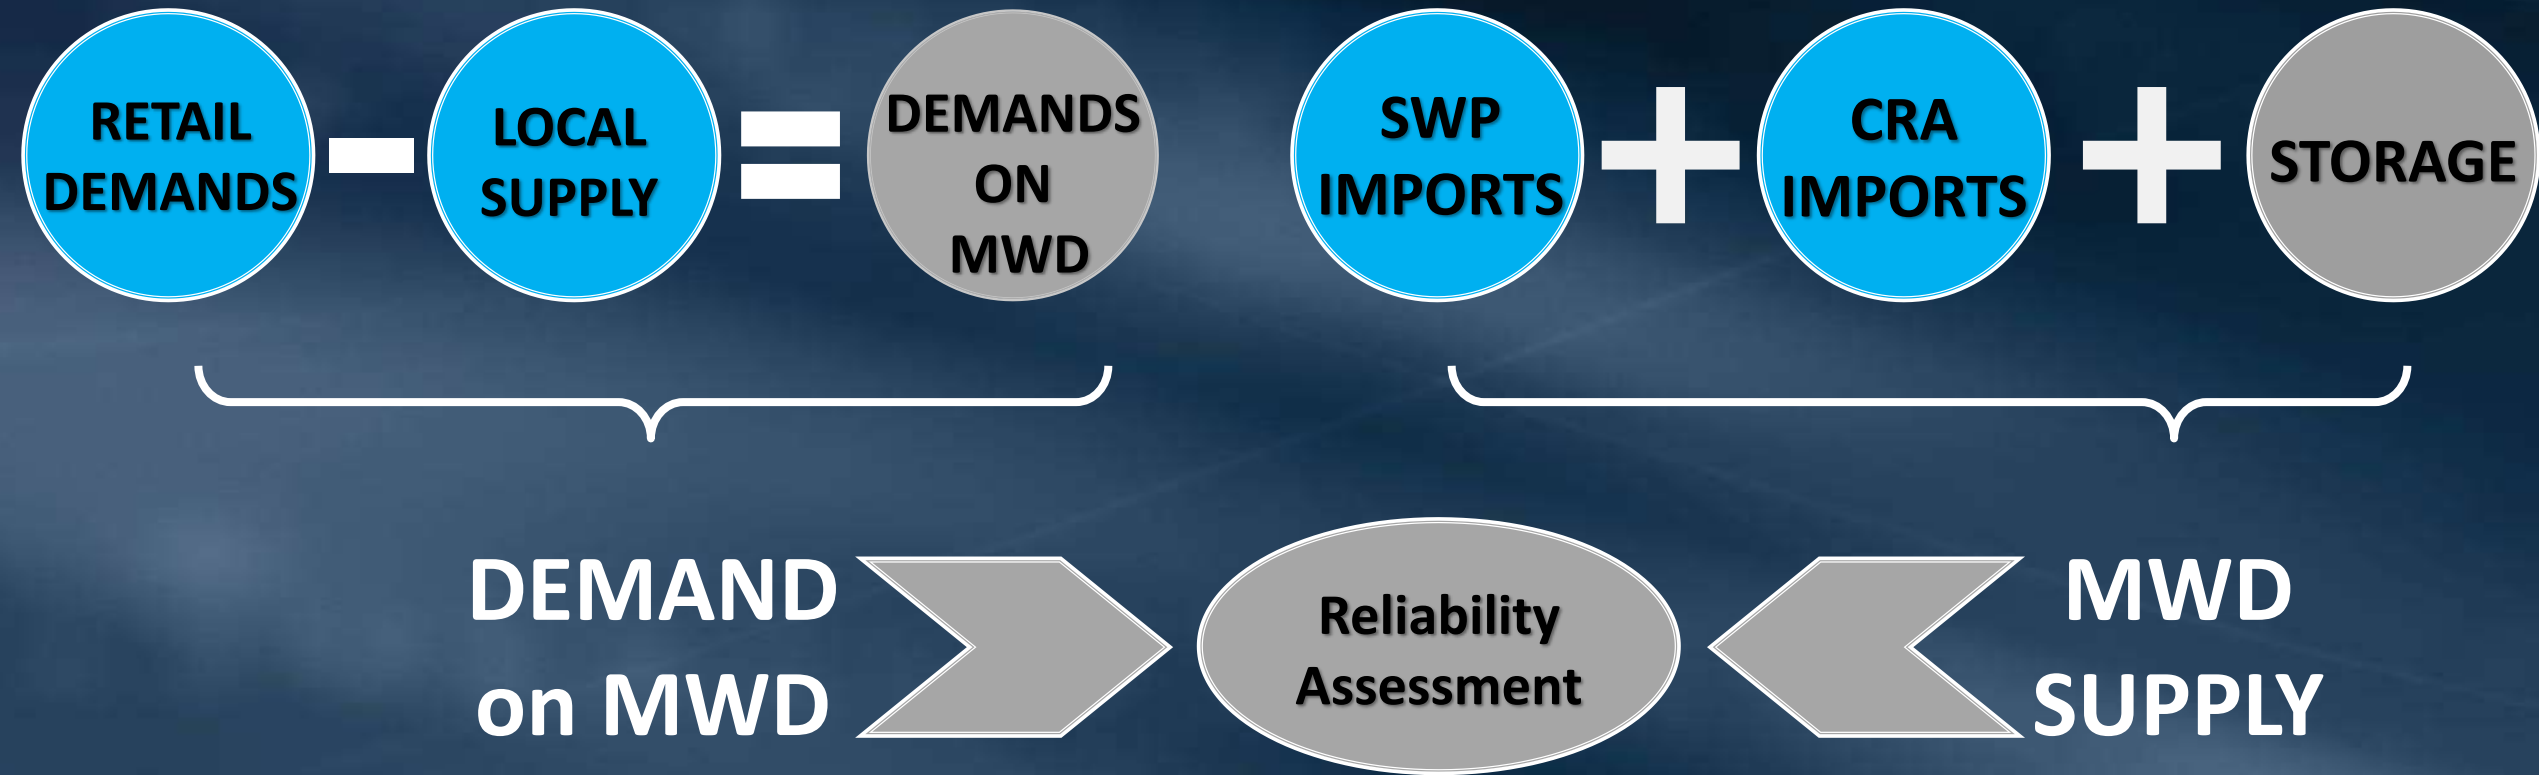 RETAIL
DEMANDS
LOCAL
SUPPLY
=
DEMANDS
ON
MWD
SWP
IMPORTS
+
CRA
IMPORTS
+
STORAGE
DEMAND
on MWD
Reliability
Assessment
MWD
SUPPLY